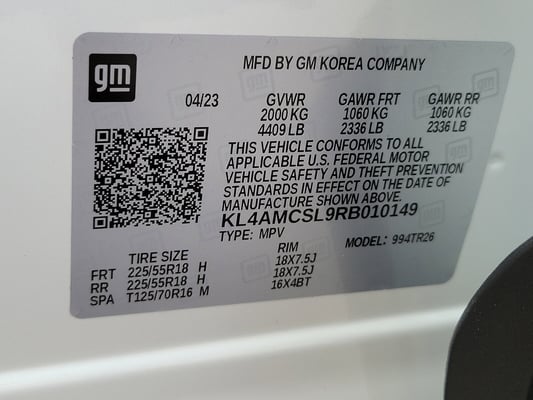 gm
MFD BY GM KOREA COMPANY
04/23 GVWR GAWR FRT GAWR RR
2000 KG 1060 KG 1060 KG
4409 LB 2336 LB 2336 LB
THIS VEHICLE CONFORMS TO ALL
APPLICABLE U.S. FEDERAL MOTOR
VEHICLE SAFETY AND THEFT PREVENTION
STANDARDS IN EFFECT ON THE DATE OF
MANUFACTURE SHOWN ABOVE.
KL4AMCSL9RB010149
TYPE: MPV MODEL: 994TR26
TIRE SIZE RIM
FRT 225/55R18 H 18X7.5J
RR 225/55R18 H 18X7.5J
SPA T125/70R16 M 16X4BT